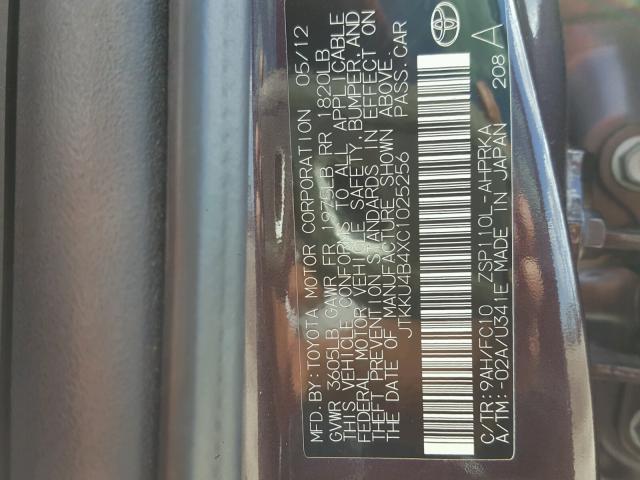 MFD. BY: TOYOTA MOTOR CORPORATION 05/12
GVWR 3605LB GAWR FR 1975LB RR 1820LB
THIS VEHICLE CONFORMS TO ALL APPLICABLE
FEDERAL MOTOR VEHICLE SAFETY, BUMPER, AND
THEFT PREVENTION STANDARDS IN EFFECT ON
THE DATE OF MANUFACTURE SHOWN ABOVE.
JTKKU4B4XC1025256 PASS. CAR
C/TR: 9AH/FC10 ZSP110L-AHPRKA
A/TM: -02A/U341E MADE IN JAPAN 208 A